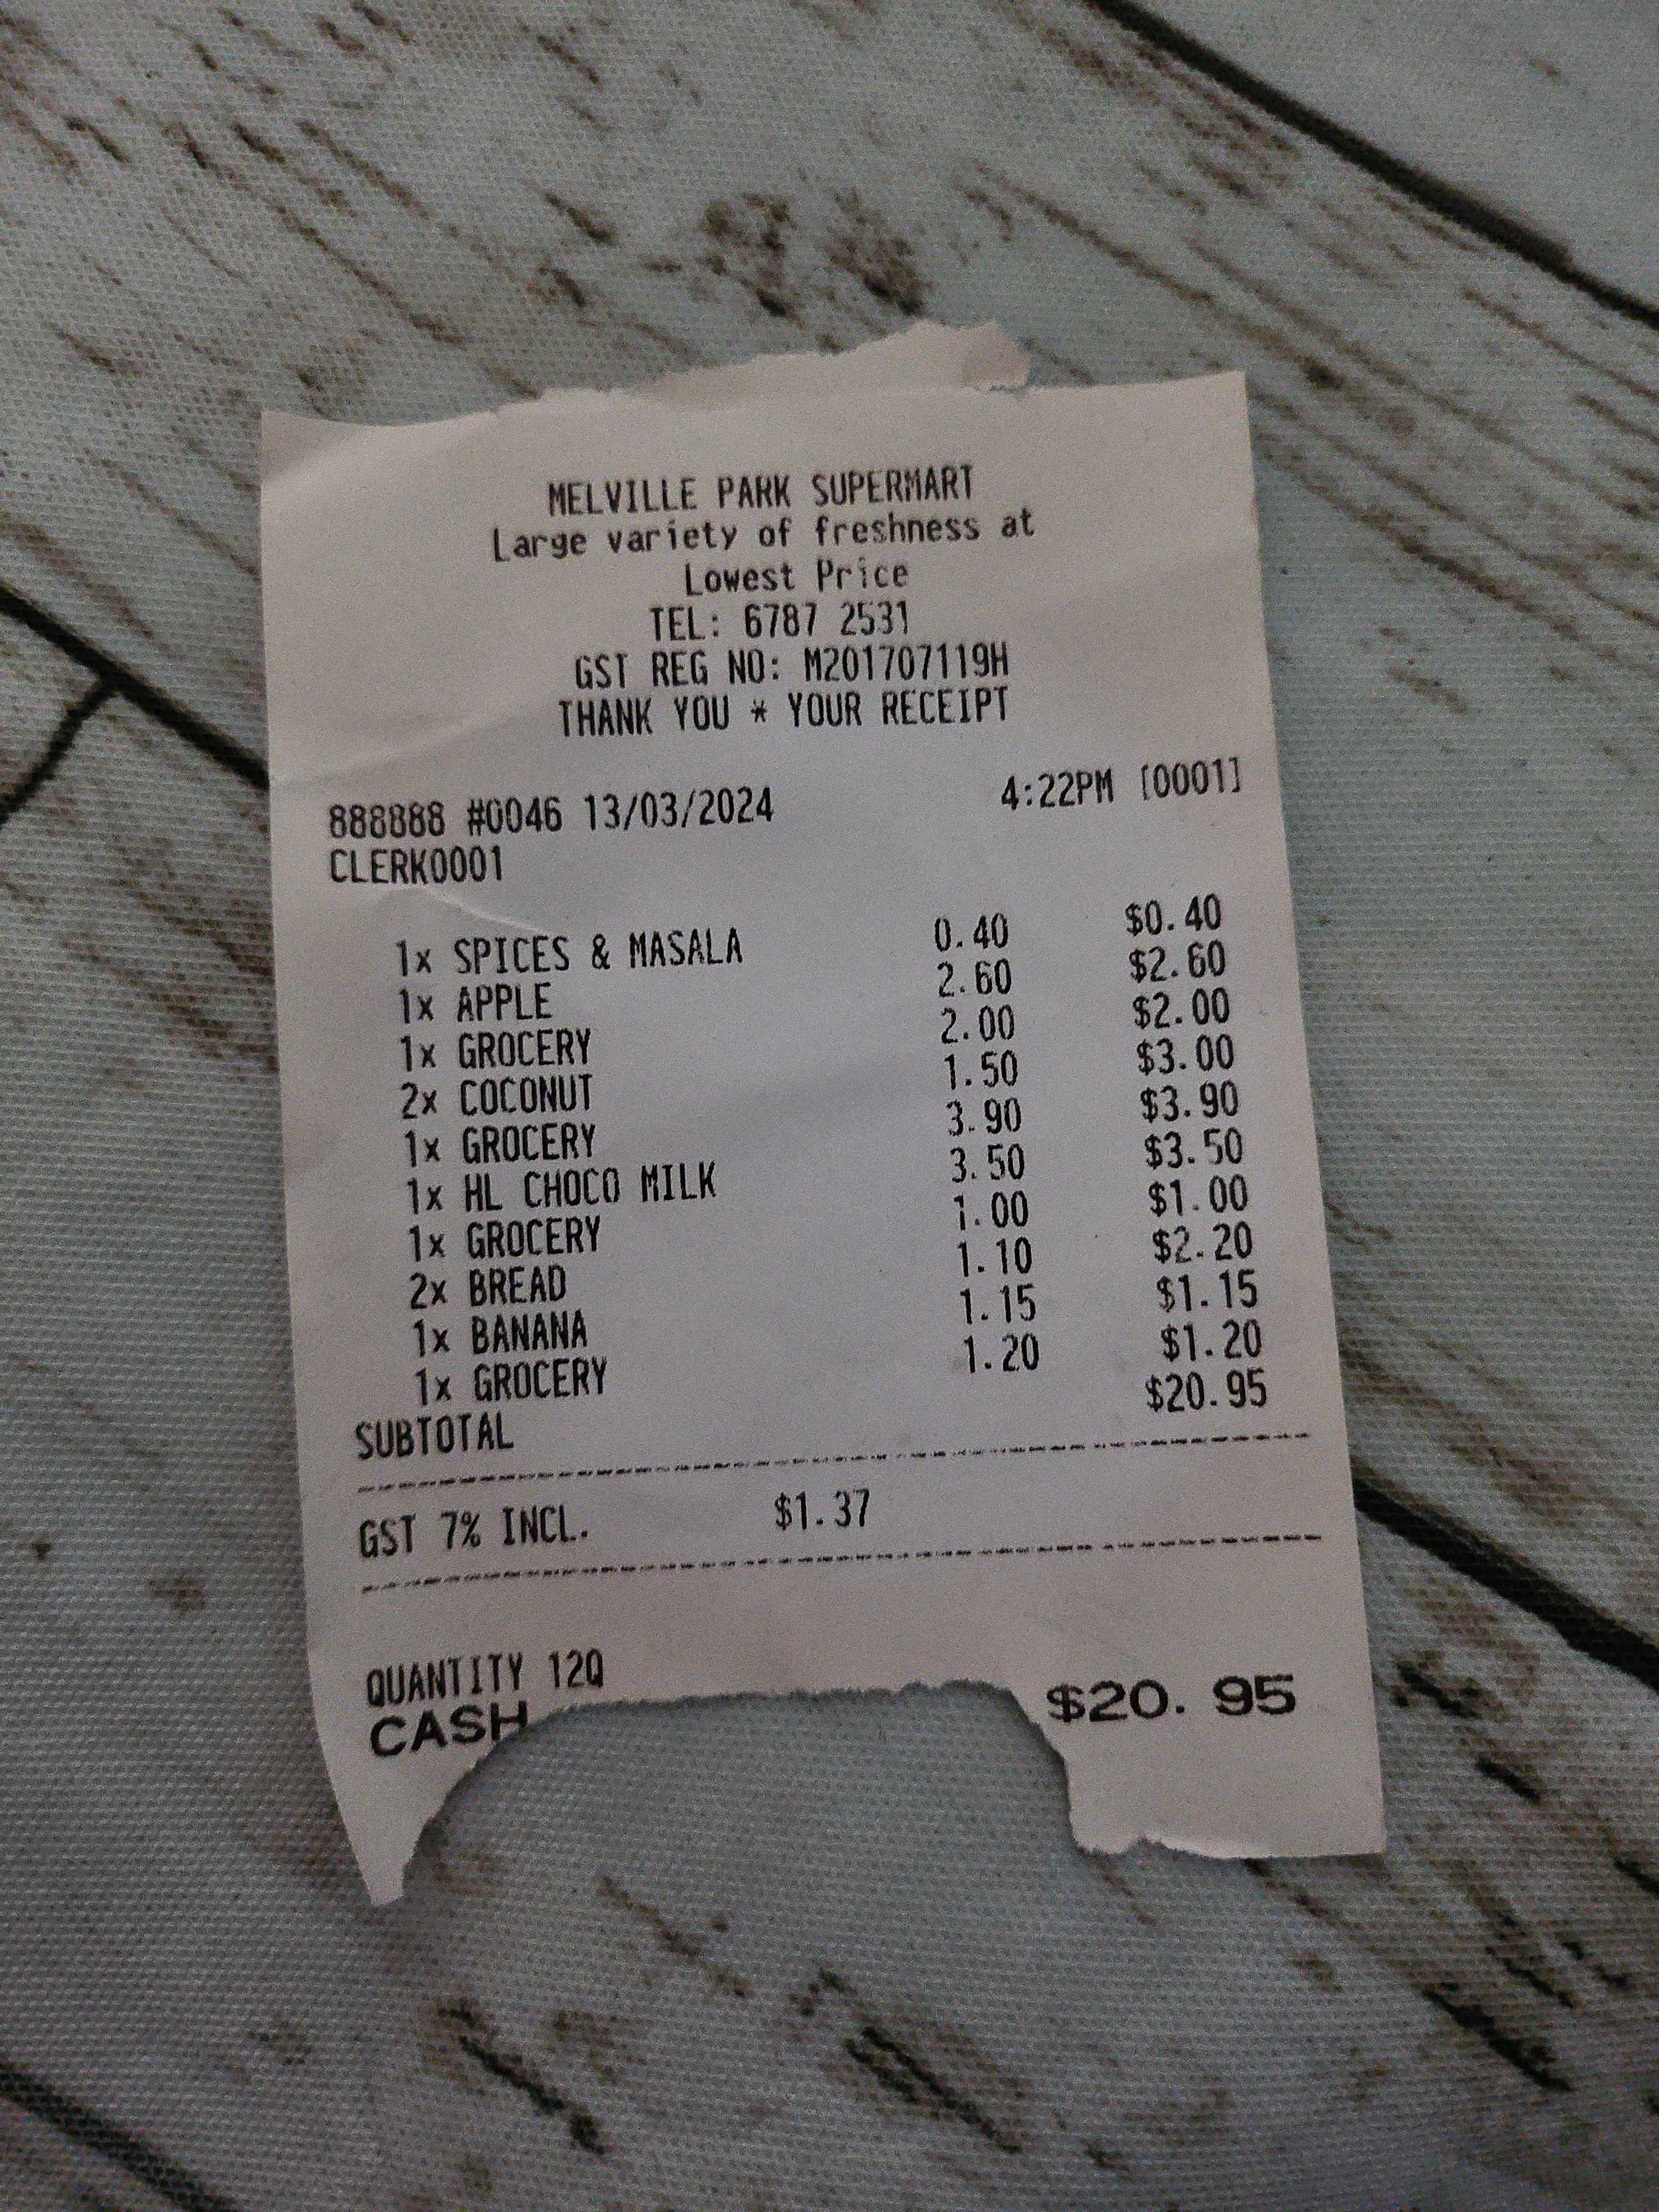 MELVILLE PARK SUPERMART
Large variety of freshness at
Lowest Price
TEL: 6787 2531
GST REG NO: M201707119H
THANK YOU * YOUR RECEIPT
888888 #0046 13/03/2024 4:22PM [0001]
CLERK0001
1x SPICES & MASALA 0.40 $0.40
1x APPLE 2.60 $2.60
1x GROCERY 2.00 $2.00
2x COCONUT 1.50 $3.00
1x GROCERY 3.90 $3.90
1x HL CHOCO MILK 3.50 $3.50
1x GROCERY 1.00 $1.00
2x BREAD 1.10 $2.20
1x BANANA 1.15 $1.15
1x GROCERY 1.20 $1.20
SUBTOTAL $20.95
GST 7% INCL. $1.37
QUANTITY 12Q
CASH $20.95